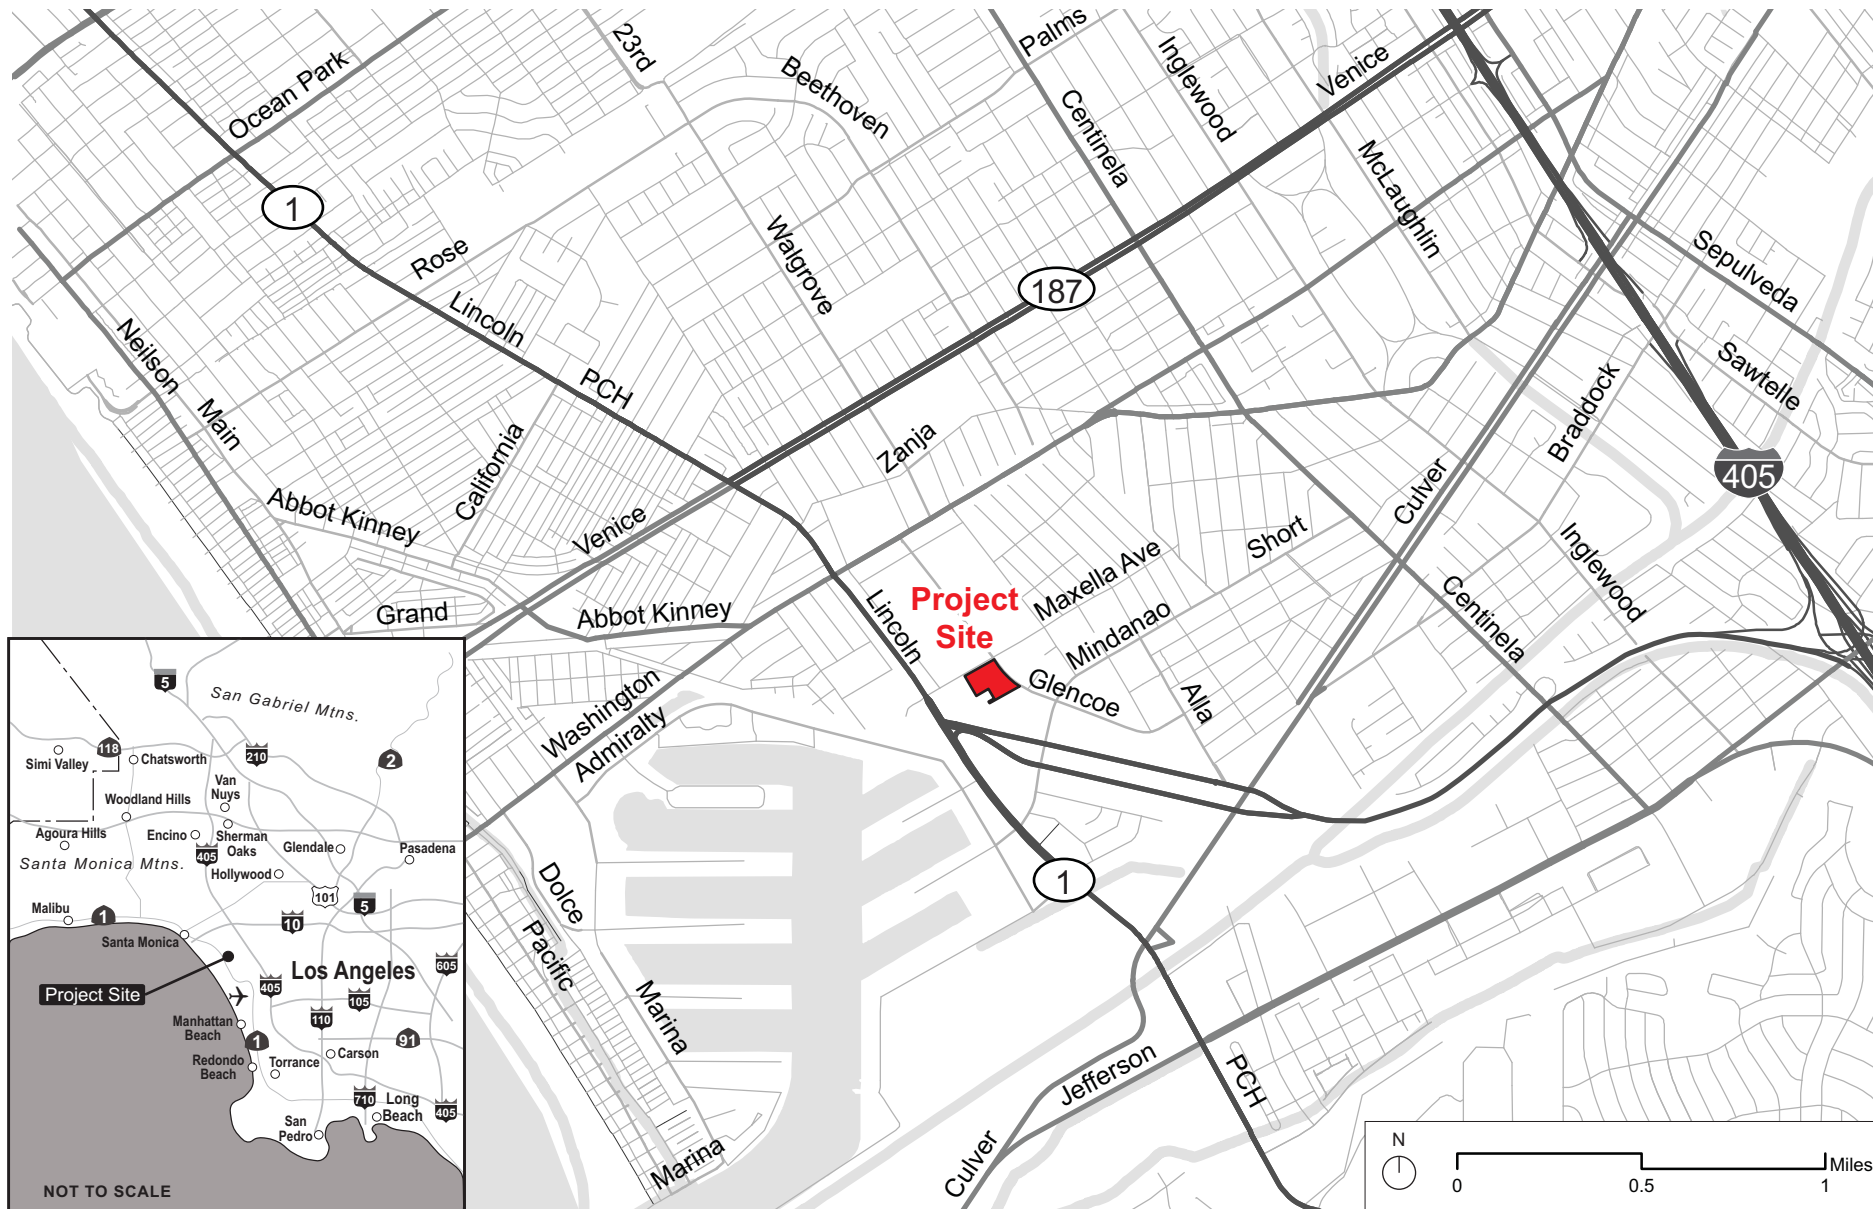 Ocean Park
23rd
Beethoven
Palms
Inglewood
Venice
Centinela
McLaughlin
1
Rose
Walgrove
187
Sepulveda
Lincoln
Neilson
Main
PCH
Sawtelle
California
Zanja
Braddock
405
Culver
Abbot Kinney
Venice
Short
Inglewood
Maxella Ave
Grand
Abbot Kinney
Lincoln
Project
Site
Mindanao
Centinela
Glencoe
Alla
Washington
Admiralty
Dolce
Pacific
Marina
1
Jefferson
PCH
Culver
Marina
5
San Gabriel Mtns.
118
Simi Valley
Chatsworth
210
2
Van
Nuys
Woodland Hills
Agoura Hills
Encino
Sherman
Oaks
Glendale
Pasadena
405
Santa Monica Mtns.
Hollywood
101
5
Malibu
1
10
Santa Monica
Los Angeles
605
405
Project Site
105
110
Manhattan
Beach
1
91
Redondo
Beach
Torrance
Carson
710
Long
Beach
405
San
Pedro
NOT TO SCALE
N
0
0.5
1
Miles